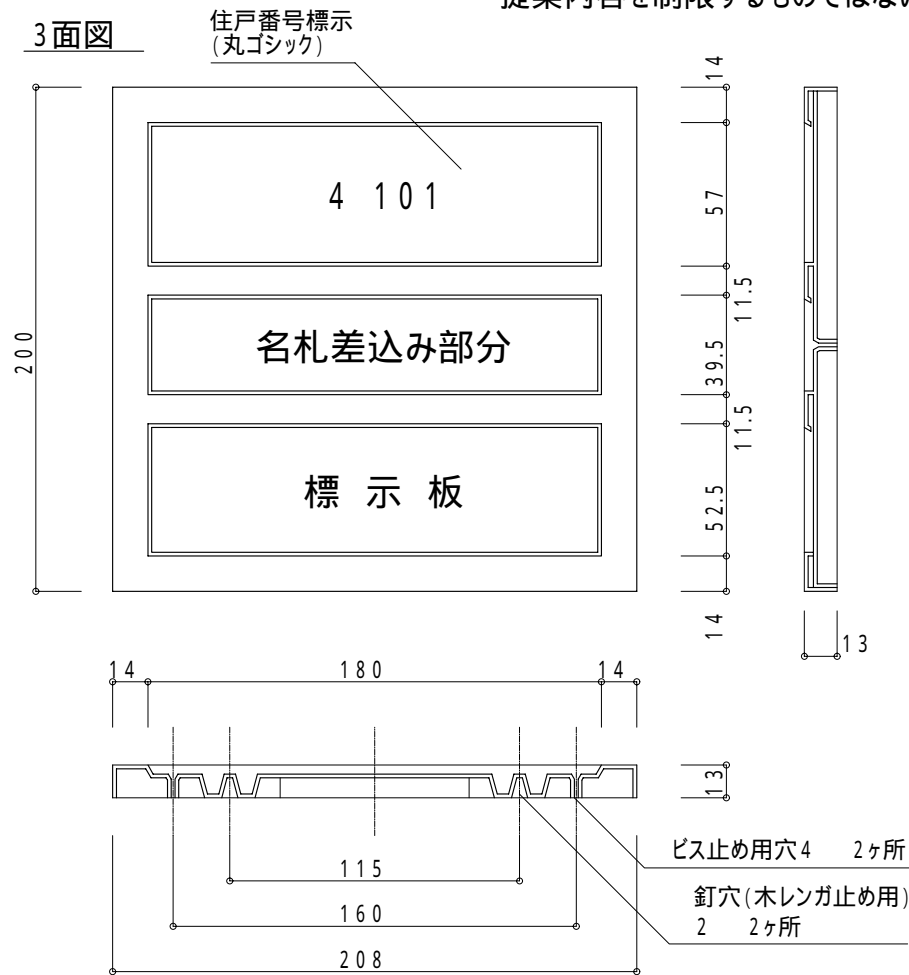 提案内容を制限するものではない
3面図
住戸番号標示
(丸ゴシック)
4 101
名札差込み部分
標 示 板
200
14
57
11.5
39.5
11.5
52.5
14
13
14
180
14
13
115
160
208
ビス止め用穴4 2ヶ所
釘穴(木レンガ止め用)
2 2ヶ所